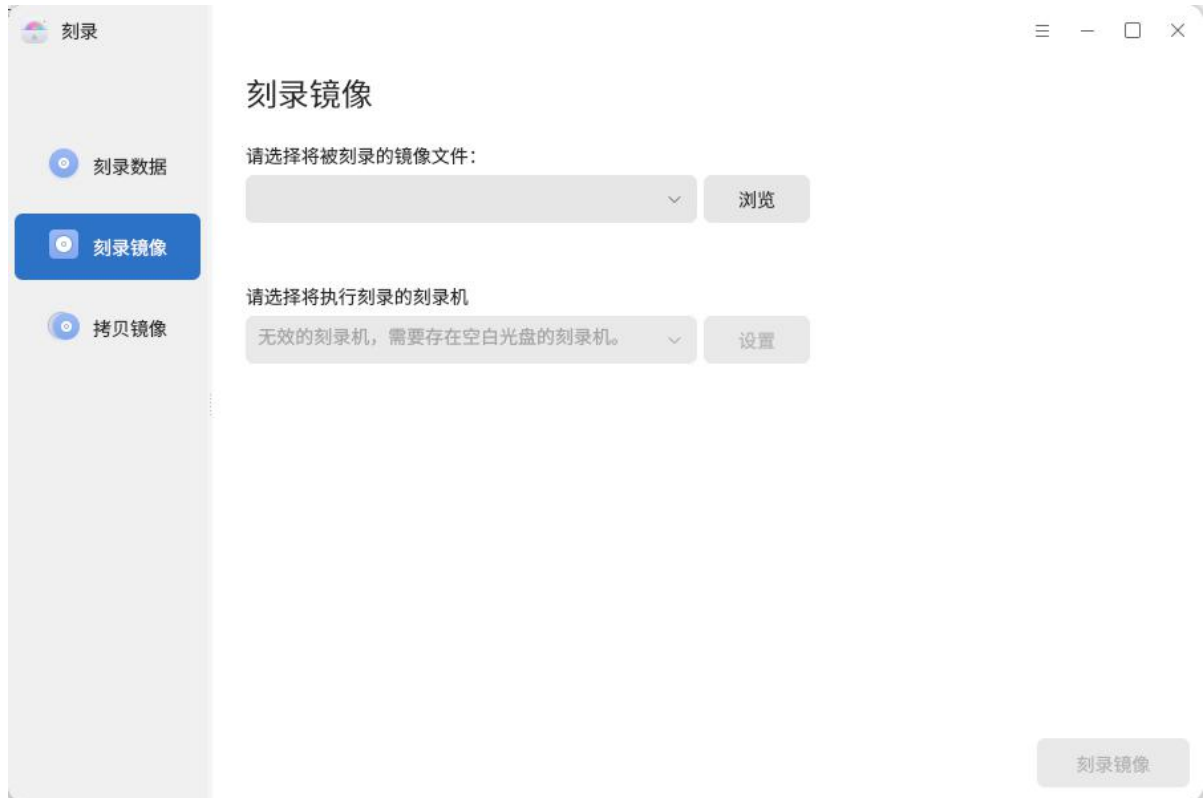 刻录
刻录数据
刻录镜像
拷贝镜像
刻录镜像
请选择将被刻录的镜像文件：
浏览
请选择将执行刻录的刻录机
无效的刻录机，需要存在空白光盘的刻录机。
设置
刻录镜像